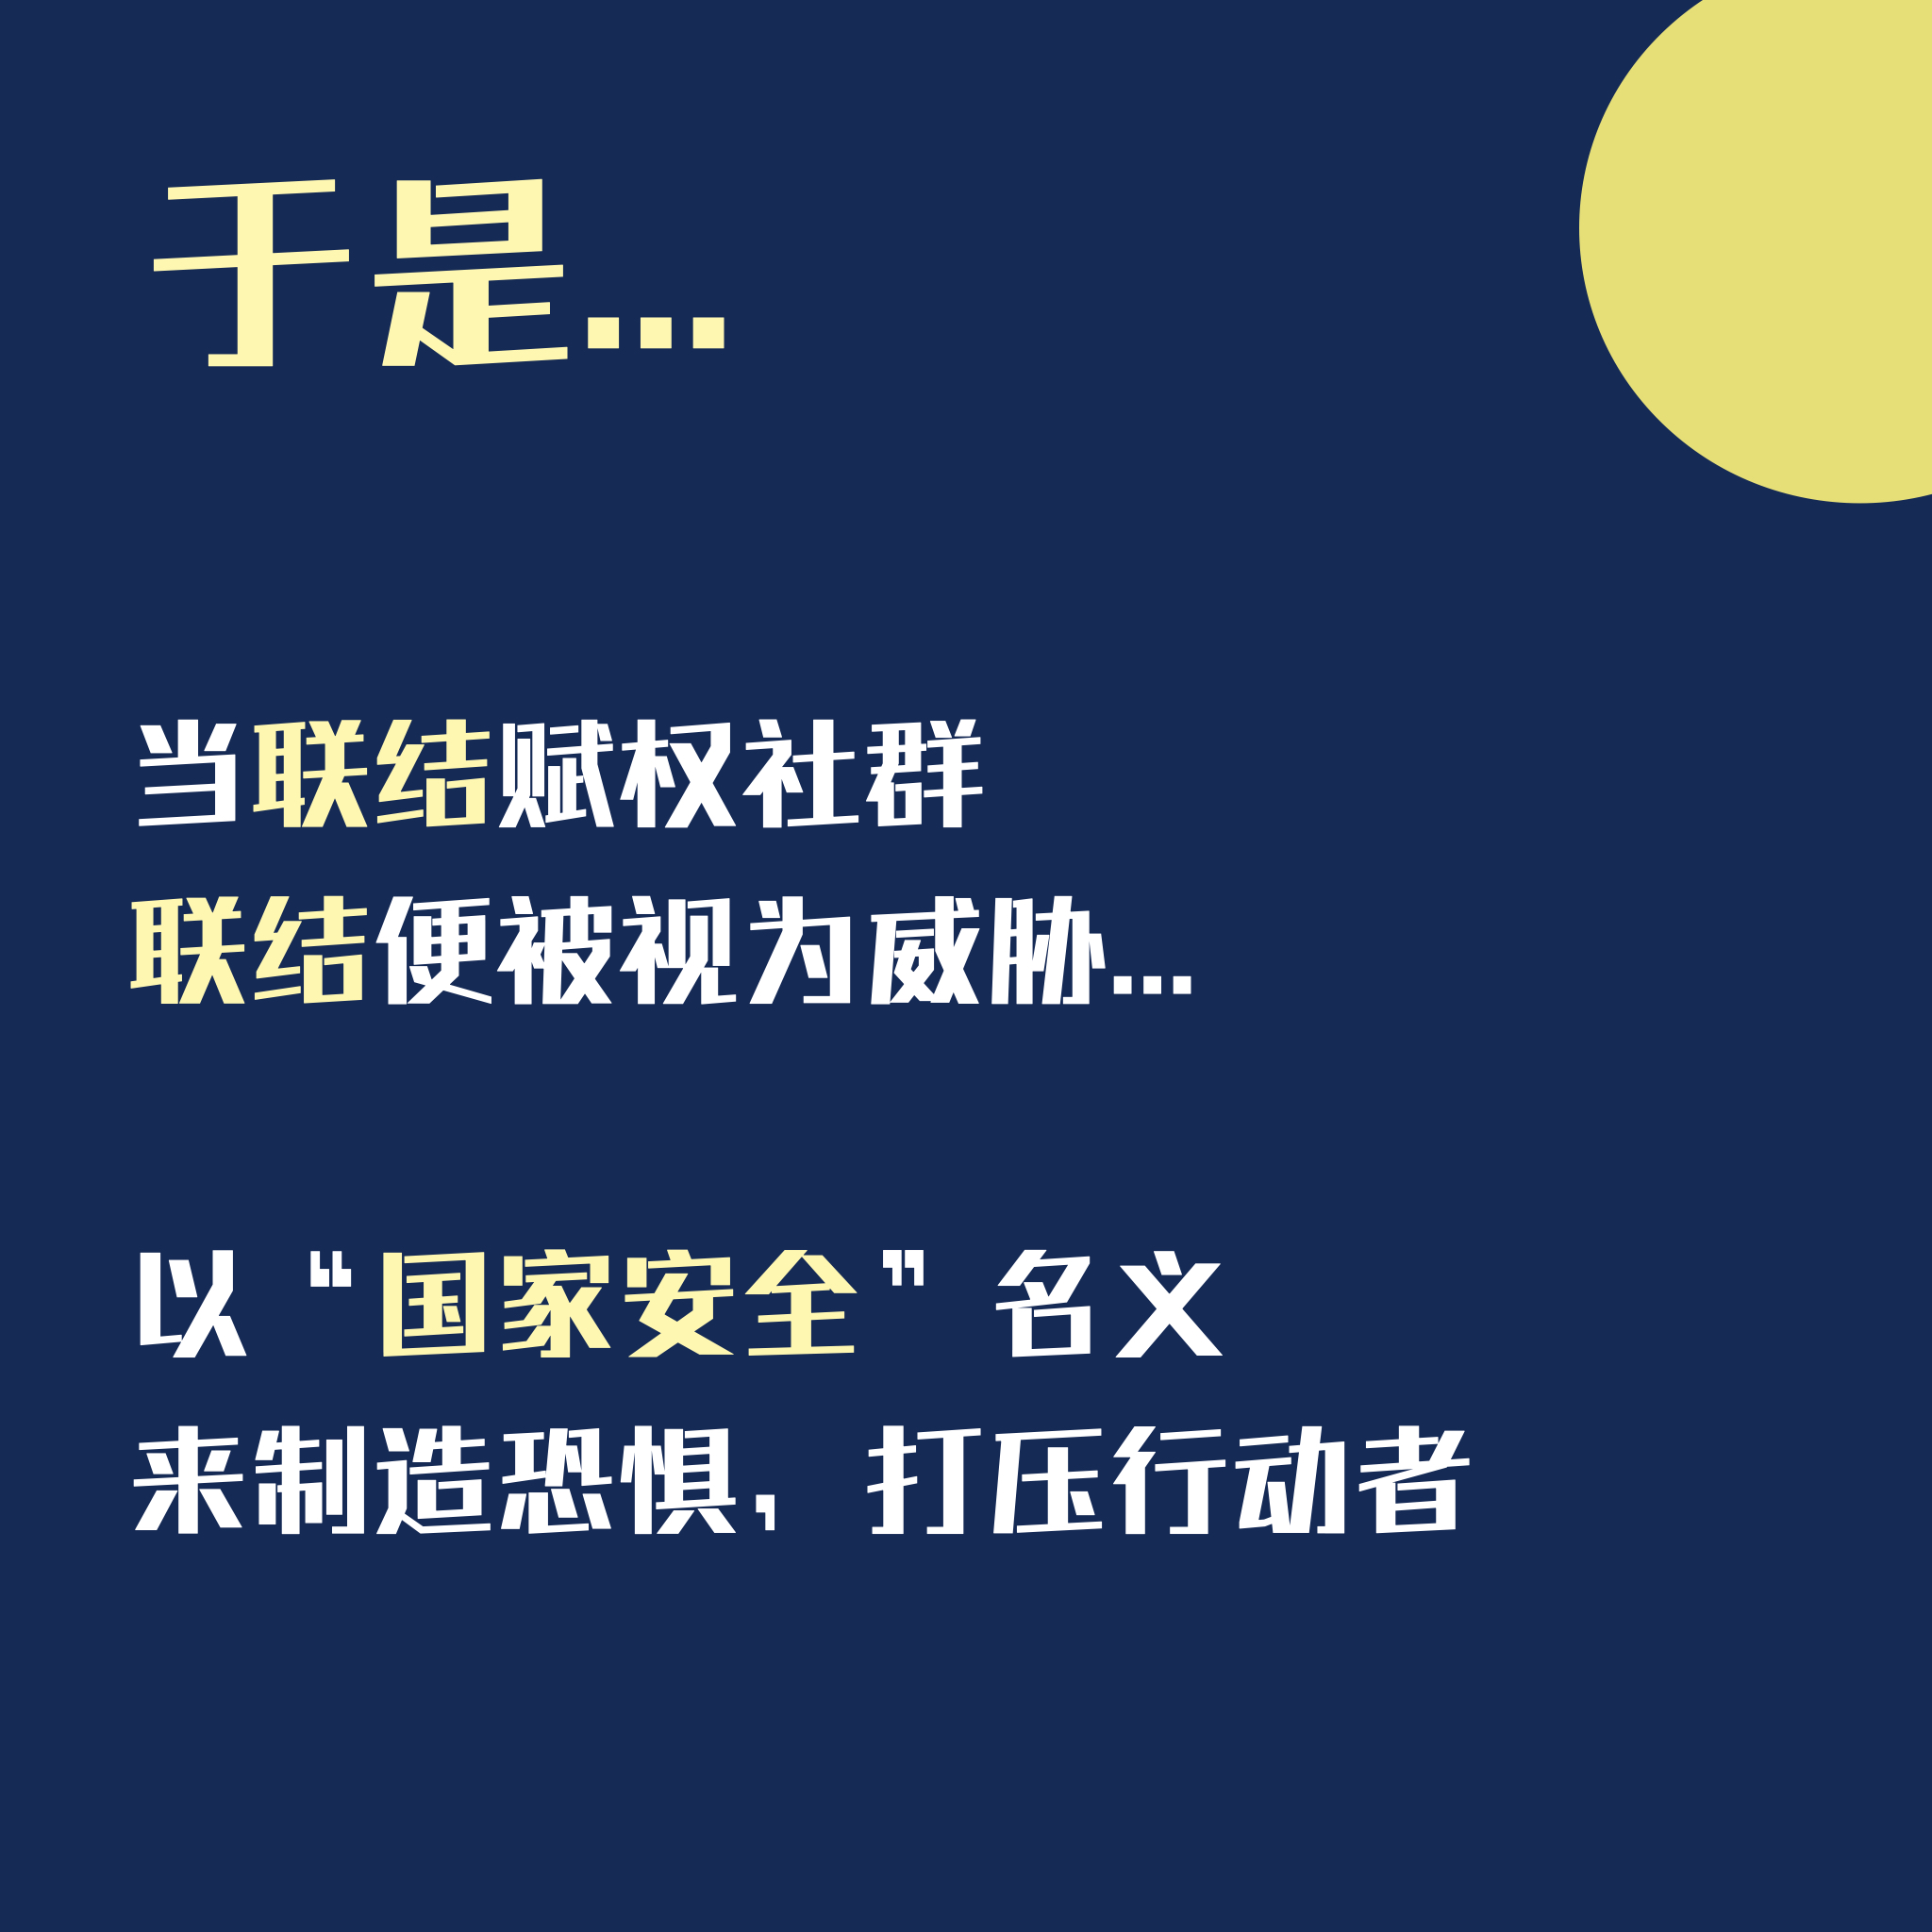 于是...
当联结赋权社群
联结便被视为威胁...
以“国家安全”名义
来制造恐惧，打压行动者